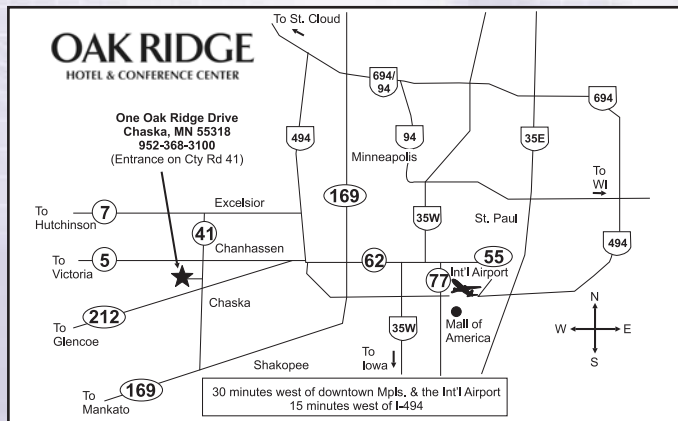 To St. Cloud
OAK RIDGE
HOTEL & CONFERENCE CENTER
694/
94
694
One Oak Ridge Drive
Chaska, MN 55318
952-368-3100
(Entrance on Cty Rd 41)
494
94
35E
Minneapolis
To
WI
169
To
Hutchinson
7
Excelsior
35W
St. Paul
41
Chanhassen
494
To
Victoria
5
62
55
77
Int'l Airport
Chaska
Mall of
America
212
To
Glencoe
35W
N
W
E
S
To
Iowa
Shakopee
To
Mankato
169
30 minutes west of downtown Mpls. & the Int'l Airport
15 minutes west of I-494